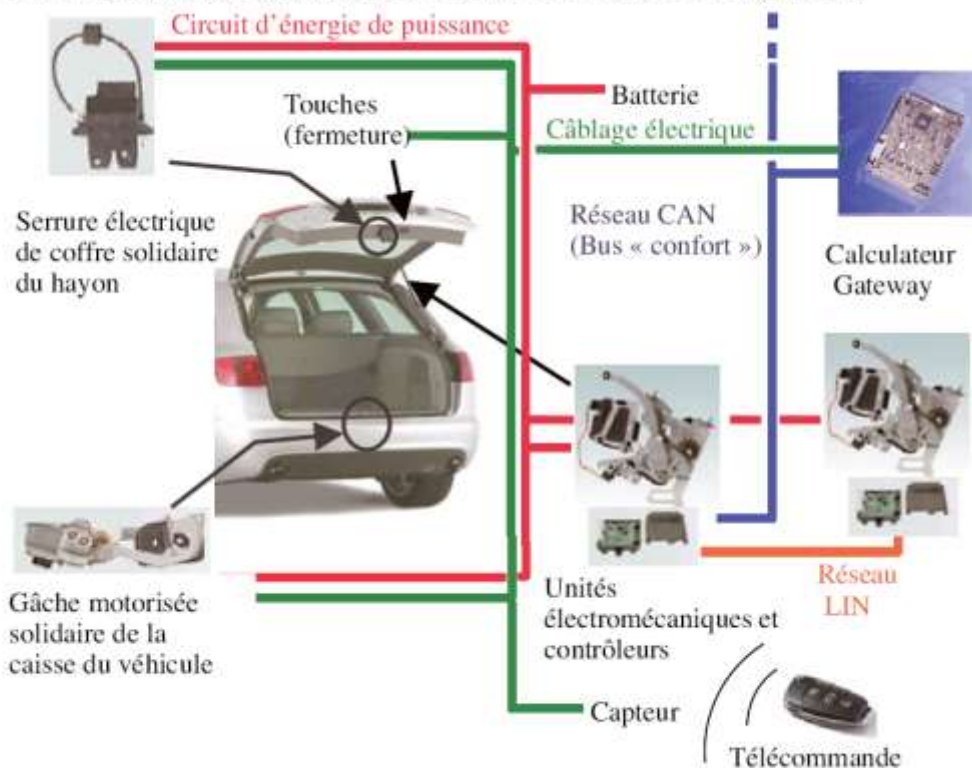 Circuit d'énergie de puissance
Touches
(fermeture)
Batterie
Câblage électrique
Serrure électrique
de coffre solidaire
du hayon
Réseau CAN
(Bus « confort »)
Calculateur
Gateway
Gâche motorisée
solidaire de la
caisse du véhicule
Unités
électromécaniques et
contrôleurs
Réseau
LIN
Capteur
Télécommande